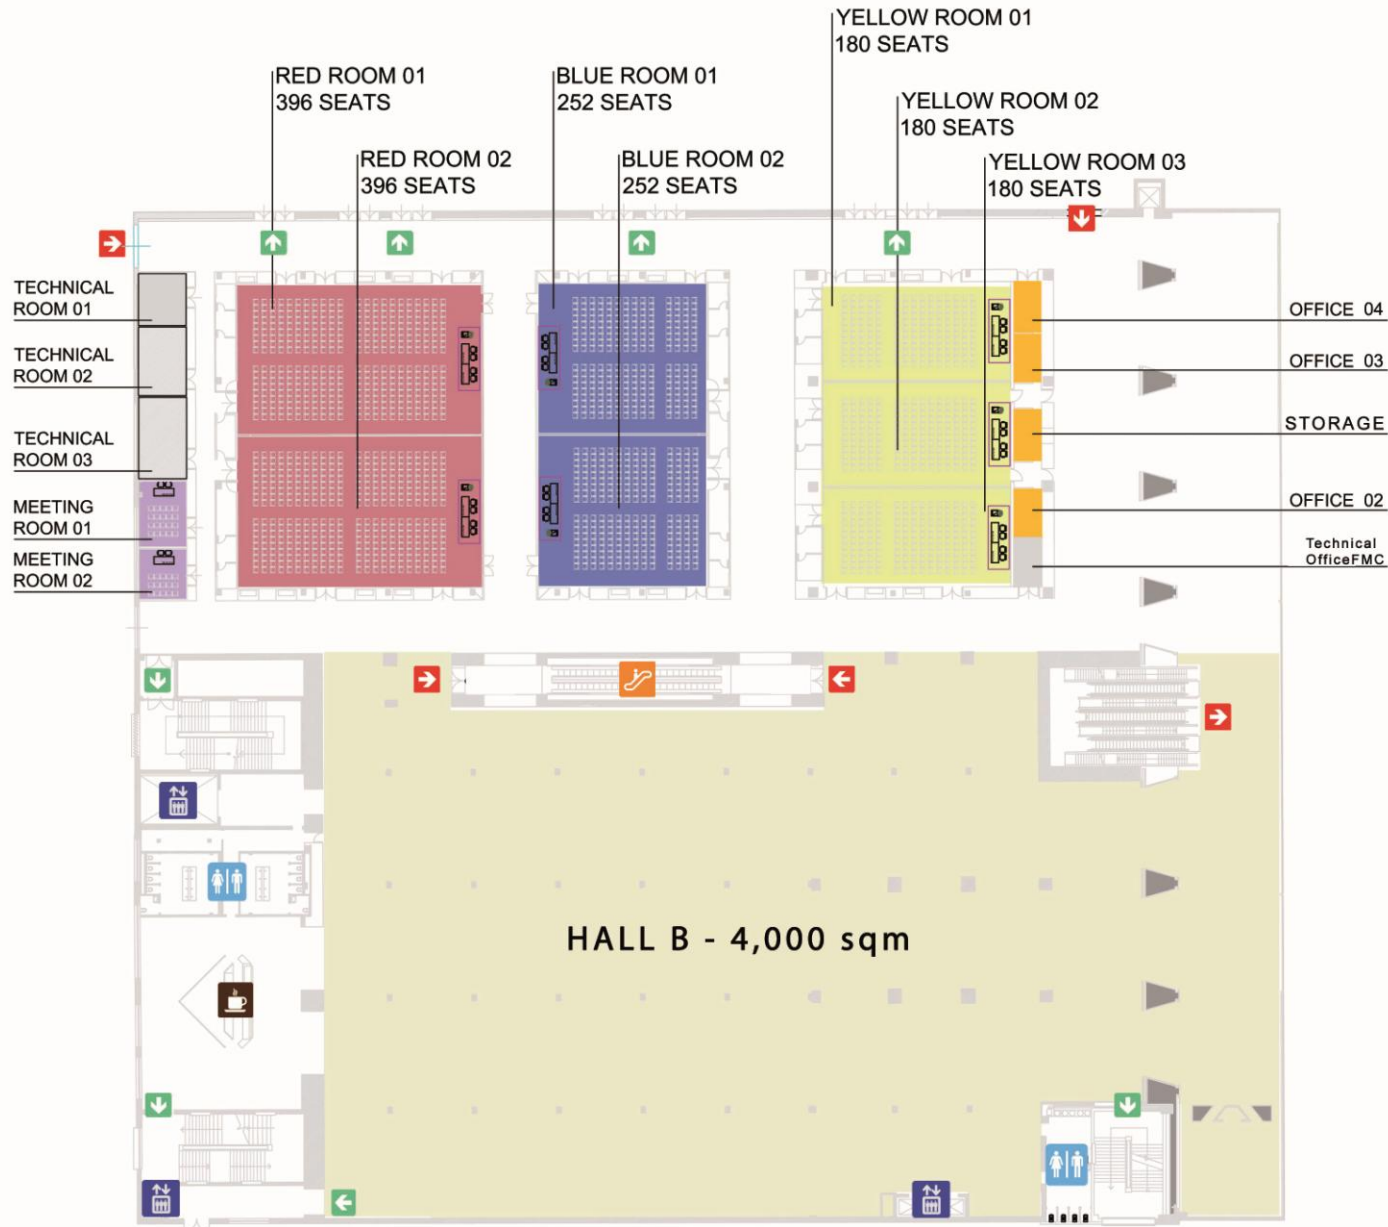 YELLOW ROOM 01
180 SEATS
RED ROOM 01
396 SEATS
BLUE ROOM 01
252 SEATS
YELLOW ROOM 02
180 SEATS
RED ROOM 02
396 SEATS
BLUE ROOM 02
252 SEATS
YELLOW ROOM 03
180 SEATS
TECHNICAL
ROOM 01
TECHNICAL
ROOM 02
TECHNICAL
ROOM 03
MEETING
ROOM 01
MEETING
ROOM 02
OFFICE 04
OFFICE 03
STORAGE
OFFICE 02
Technical
OfficeFMC
HALL B - 4,000 sqm